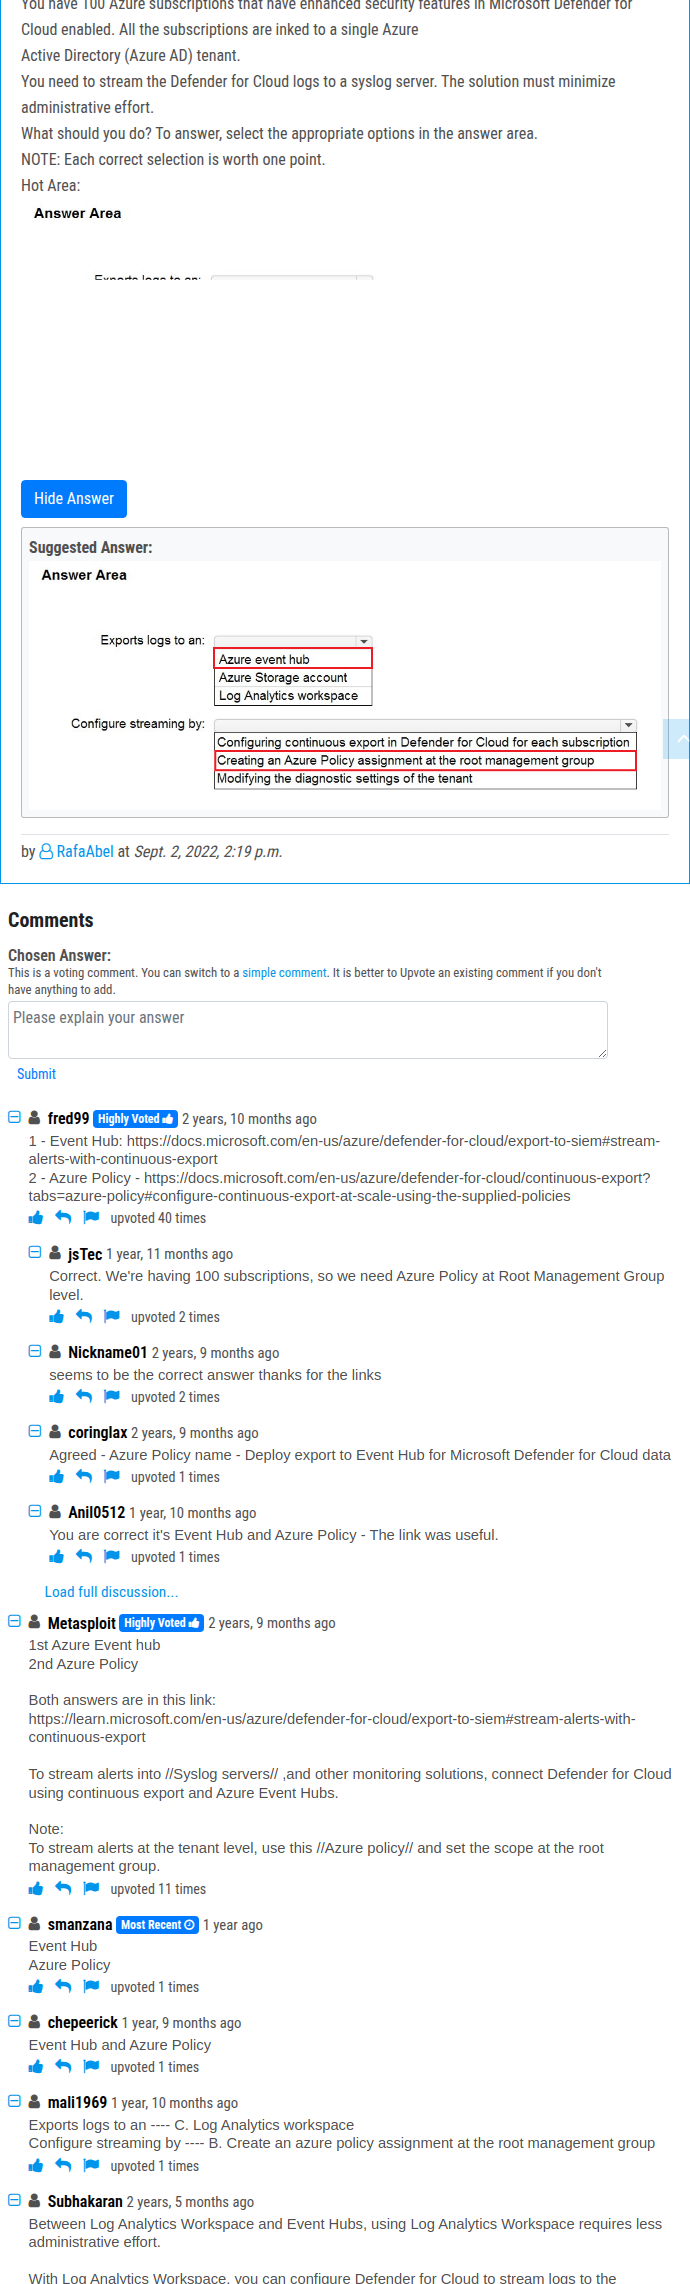 You have 100 Azure subscriptions that have enhanced security features in Microsoft Defender for
Cloud enabled. All the subscriptions are inked to a single Azure
Active Directory (Azure AD) tenant.
You need to stream the Defender for Cloud logs to a syslog server. The solution must minimize
administrative effort.
What should you do? To answer, select the appropriate options in the answer area.
NOTE: Each correct selection is worth one point.
Hot Area:
Answer Area
Exports logs to an:
Hide Answer
Suggested Answer:
Answer Area
Exports logs to an:
Azure event hub
Azure Storage account
Log Analytics workspace
Configure streaming by:
Configuring continuous export in Defender for Cloud for each subscription
Creating an Azure Policy assignment at the root management group
Modifying the diagnostic settings of the tenant
by RafaAbel at Sept. 2, 2022, 2:19 p.m.
Comments
Chosen Answer:
This is a voting comment. You can switch to a simple comment. It is better to Upvote an existing comment if you don't
have anything to add.
Please explain your answer
Submit
fred99 Highly Voted 2 years, 10 months ago
1 - Event Hub: https://docs.microsoft.com/en-us/azure/defender-for-cloud/export-to-siem#stream-
alerts-with-continuous-export
2 - Azure Policy - https://docs.microsoft.com/en-us/azure/defender-for-cloud/continuous-export?
tabs=azure-policy#configure-continuous-export-at-scale-using-the-supplied-policies
upvoted 40 times
jsTec 1 year, 11 months ago
Correct. We're having 100 subscriptions, so we need Azure Policy at Root Management Group
level.
upvoted 2 times
Nickname01 2 years, 9 months ago
seems to be the correct answer thanks for the links
upvoted 2 times
coringlax 2 years, 9 months ago
Agreed - Azure Policy name - Deploy export to Event Hub for Microsoft Defender for Cloud data
upvoted 1 times
Anil0512 1 year, 10 months ago
You are correct it's Event Hub and Azure Policy - The link was useful.
upvoted 1 times
Load full discussion...
Metasploit Highly Voted 2 years, 9 months ago
1st Azure Event hub
2nd Azure Policy
Both answers are in this link:
https://learn.microsoft.com/en-us/azure/defender-for-cloud/export-to-siem#stream-alerts-with-
continuous-export
To stream alerts into //Syslog servers// ,and other monitoring solutions, connect Defender for Cloud
using continuous export and Azure Event Hubs.
Note:
To stream alerts at the tenant level, use this //Azure policy// and set the scope at the root
management group.
upvoted 11 times
smanzana Most Recent 1 year ago
Event Hub
Azure Policy
upvoted 1 times
chepeerick 1 year, 9 months ago
Event Hub and Azure Policy
upvoted 1 times
mali1969 1 year, 10 months ago
Exports logs to an ---- C. Log Analytics workspace
Configure streaming by ---- B. Create an azure policy assignment at the root management group
upvoted 1 times
Subhakaran 2 years, 5 months ago
Between Log Analytics Workspace and Event Hubs, using Log Analytics Workspace requires less
administrative effort.
With Log Analytics Workspace, you can configure Defender for Cloud to stream logs to the